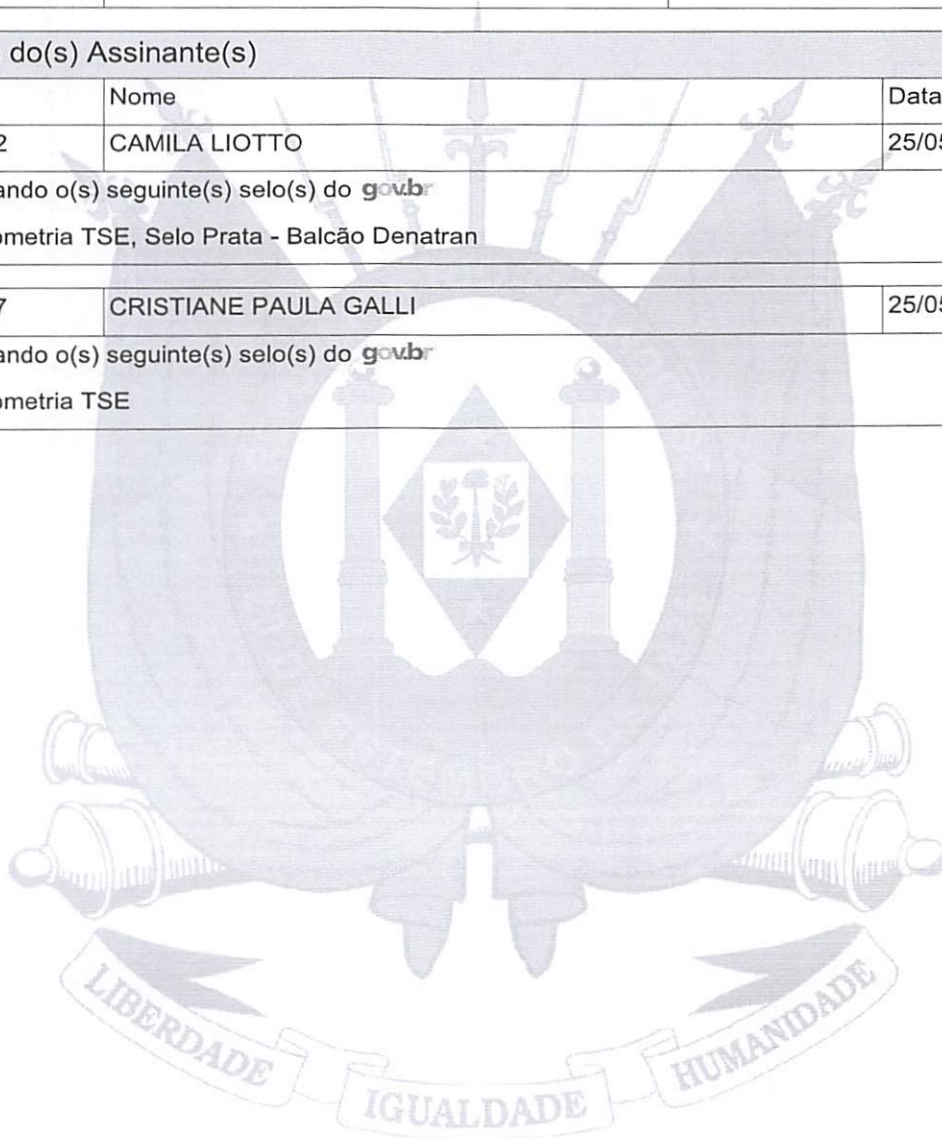 do(s) Assinante(s)
Nome Data
2 CAMILA LIOTTO 25/05
ando o(s) seguinte(s) selo(s) do gov.br
ometria TSE, Selo Prata - Balcão Denatran
7 CRISTIANE PAULA GALLI 25/05
ando o(s) seguinte(s) selo(s) do gov.br
ometria TSE
LIBERDADE IGUALDADE HUMANIDADE